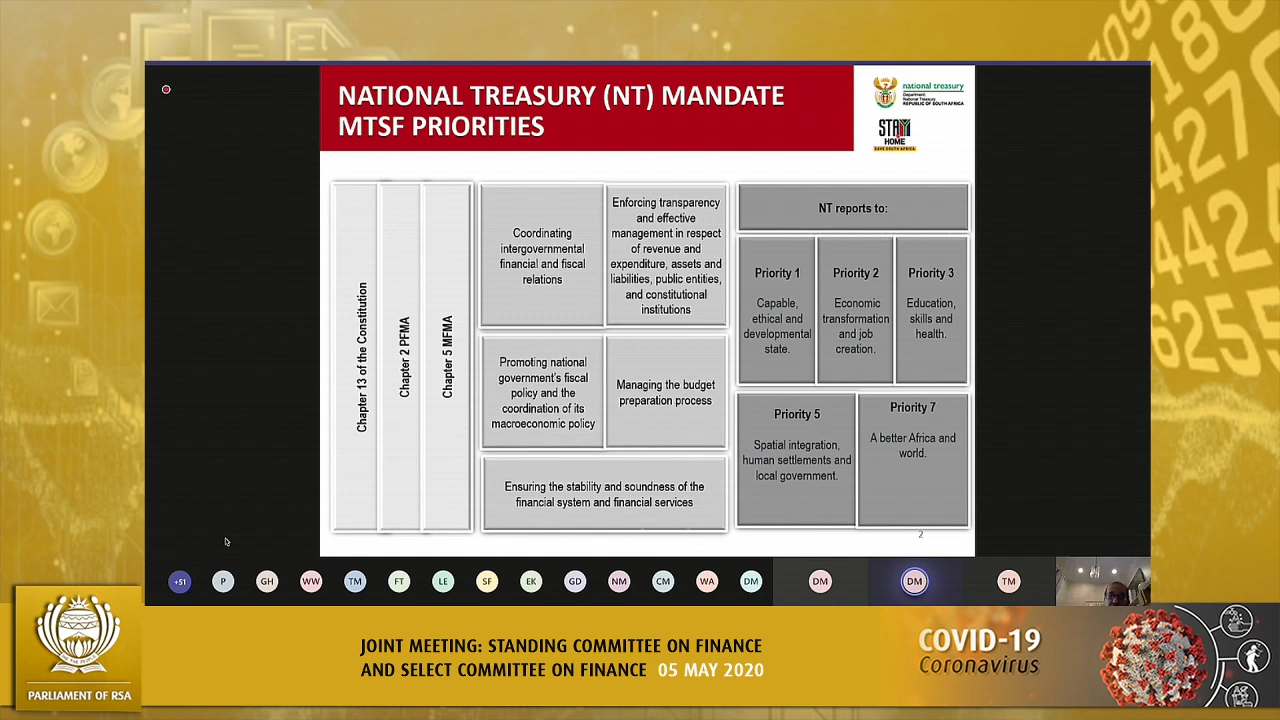 NATIONAL TREASURY (NT) MANDATE
MTSF PRIORITIES
national treasury
Department:
National Treasury
REPUBLIC OF SOUTH AFRICA
STAY
HOME
SAVE SOUTH AFRICA
Chapter 13 of the Constitution
Chapter 2 PFMA
Chapter 5 MFMA
Coordinating
intergovernmental
financial and fiscal
relations
Enforcing transparency
and effective
management in respect
of revenue and
expenditure, assets and
liabilities, public entities,
and constitutional
institutions
Promoting national
government's fiscal
policy and the
coordination of its
macroeconomic policy
Managing the budget
preparation process
Ensuring the stability and soundness of the
financial system and financial services
NT reports to:
Priority 1
Capable,
ethical and
developmental
state.
Priority 2
Economic
transformation
and job
creation.
Priority 3
Education,
skills and
health.
Priority 5
Spatial integration,
human settlements and
local government.
Priority 7
A better Africa and
world.
2
+51 P GH WW TM FT LE SF EK GD NM CM WA DM DM DM TM
PARLIAMENT OF RSA
JOINT MEETING: STANDING COMMITTEE ON FINANCE
AND SELECT COMMITTEE ON FINANCE 05 MAY 2020
COVID-19
Coronavirus